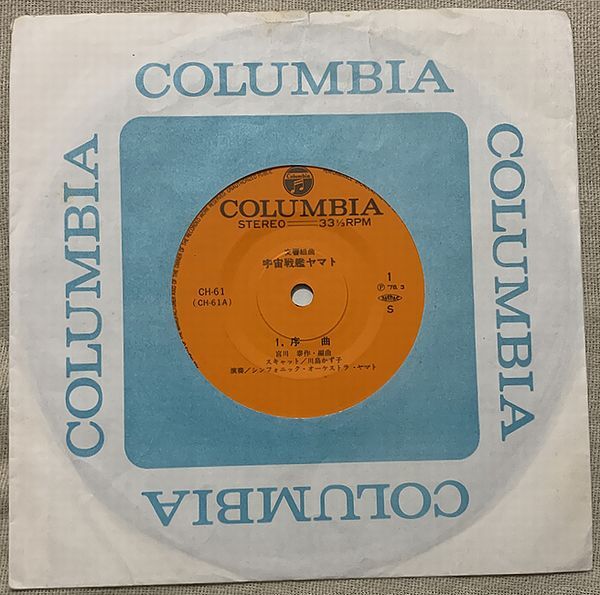 COLUMBIA
COLUMBIA
COLUMBIA
COLUMBIA
Columbia
COLUMBIA
STEREO 33⅓RPM
交響組曲
宇宙戦艦ヤマト
CH-61
(CH-61A)
1
Ⓟ '78.3
S
1. 序 曲
宮川 泰作・編曲
スキャット/川島かず子
演奏/シンフォニック・オーケストラ・ヤマト